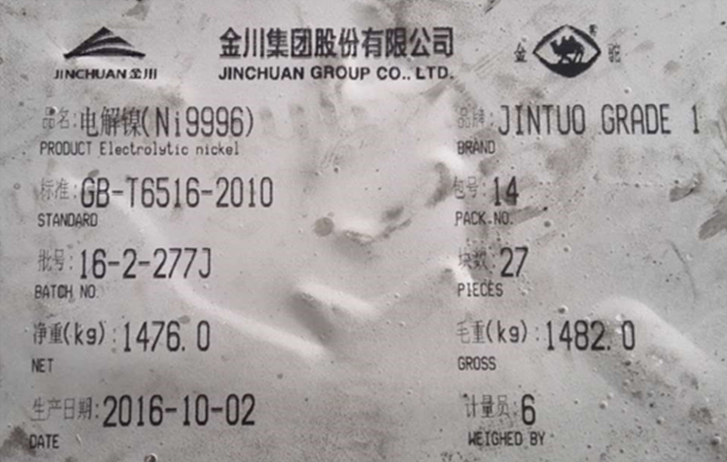 JINCHUAN 金川
金川集团股份有限公司
JINCHUAN GROUP CO., LTD.
金 驼
品名:电解镍(Ni9996)
PRODUCT Electrolytic nickel
品牌:JINTUO GRADE 1
BRAND
标准:GB-T6516-2010
STANDARD
包号:14
PACK.NO.
批号:16-2-277J
BATCH NO.
块数:27
PIECES
净重(kg):1476.0
NET
毛重(kg):1482.0
GROSS
生产日期:2016-10-02
DATE
计量员:6
WEIGHED BY